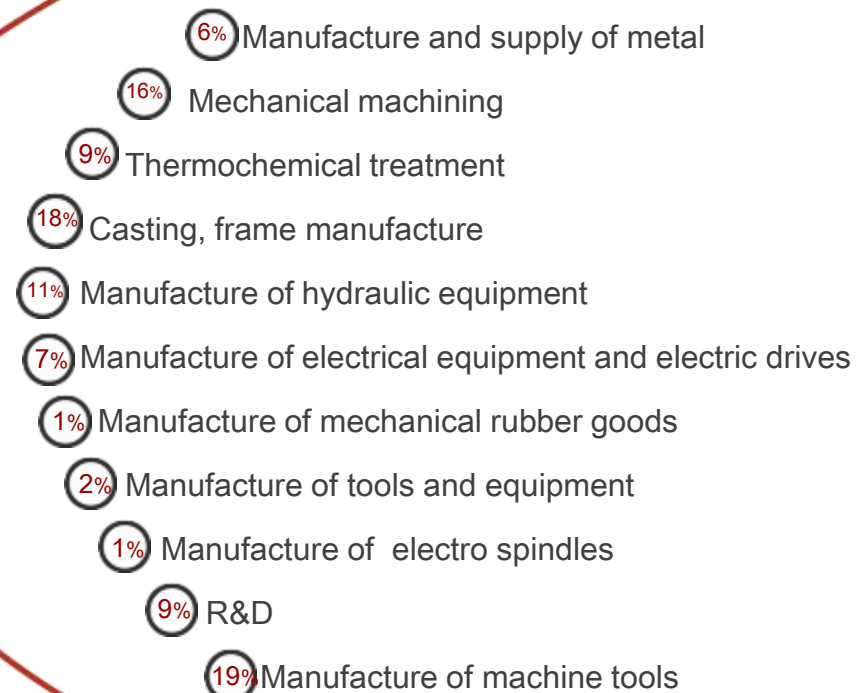 6% Manufacture and supply of metal
16% Mechanical machining
9% Thermochemical treatment
18% Casting, frame manufacture
11% Manufacture of hydraulic equipment
7% Manufacture of electrical equipment and electric drives
1% Manufacture of mechanical rubber goods
2% Manufacture of tools and equipment
1% Manufacture of electro spindles
9% R&D
19% Manufacture of machine tools